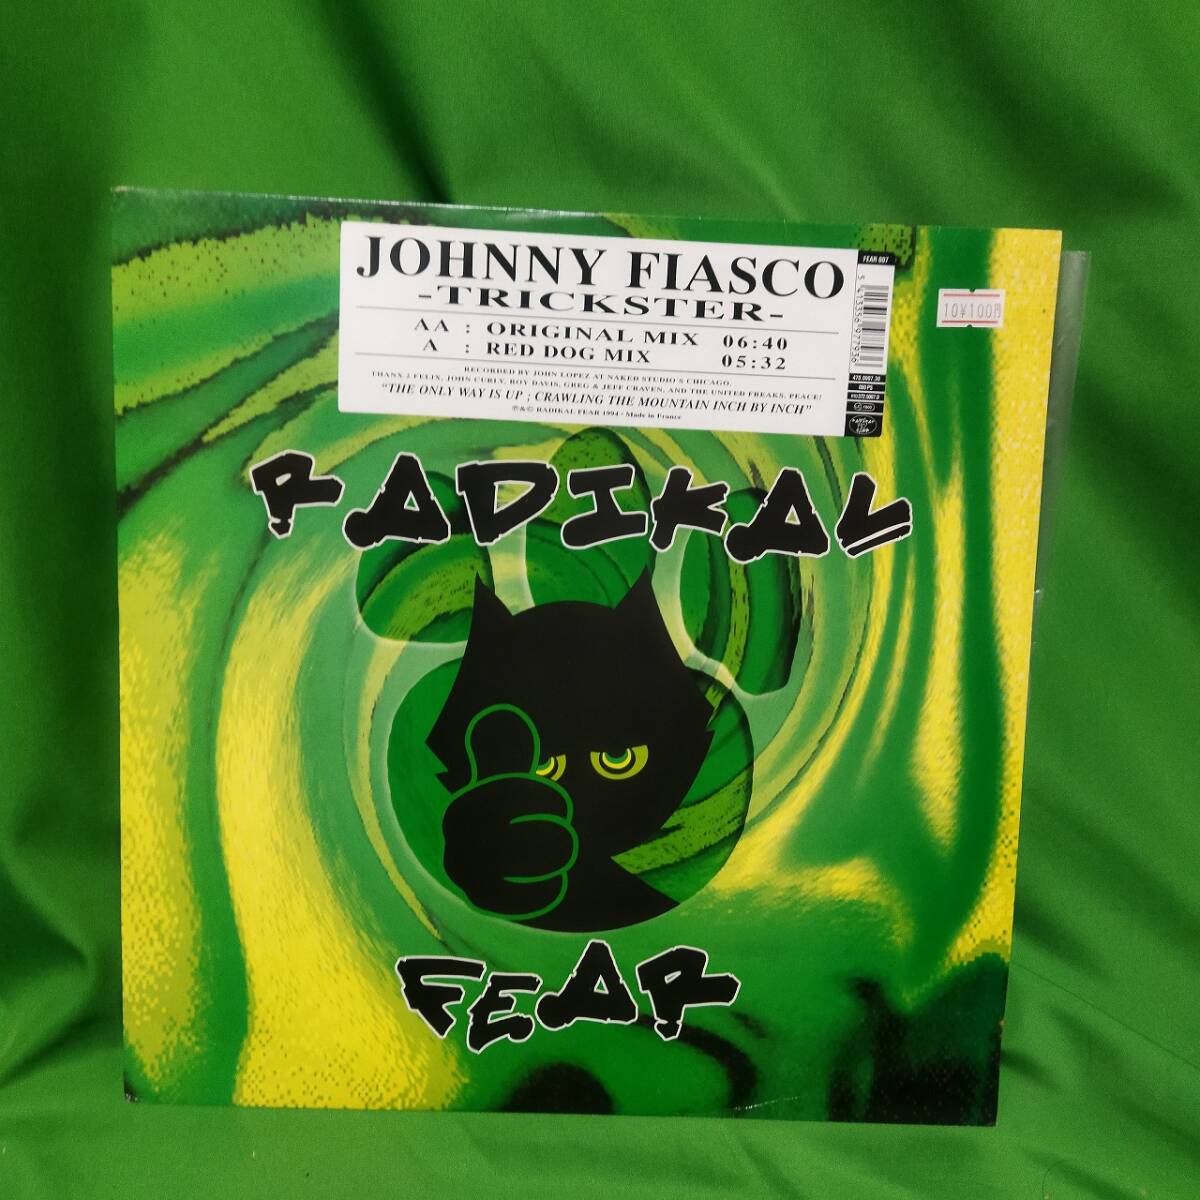 JOHNNY FIASCO
-TRICKSTER-
AA : ORIGINAL MIX 06:40
A : RED DOG MIX 05:32
RECORDED BY JOHN LOPEZ AT NAKED STUDIO'S CHICAGO.
THANX 2 FELIX, JOHN CURLY, ROY DAVIS, GREG & JEFF CRAVEN, AND THE UNITED FREAKS, PEACE!
"THE ONLY WAY IS UP ; CRAWLING THE MOUNTAIN INCH BY INCH"
℗&© RADIKAL FEAR 1994 - Made in France
FEAR 007
5 413356 977936
10¥100円
RADIKAL
FEAR